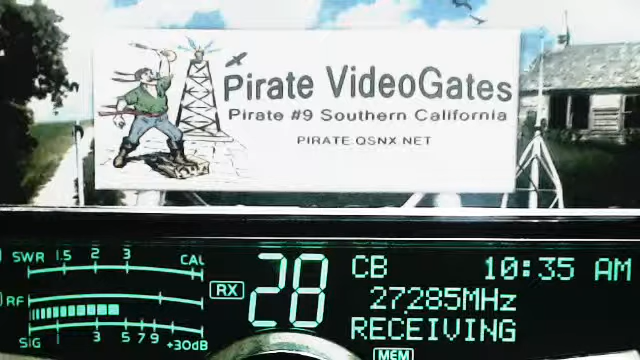 Pirate VideoGates
Pirate #9 Southern California
PIRATE.QSNX.NET
SWR 1.5 2 3 CAL
RF
SIG 1 3 5 7 9 +30dB
RX
28
CB
10:35 AM
27285MHz
RECEIVING
MEM